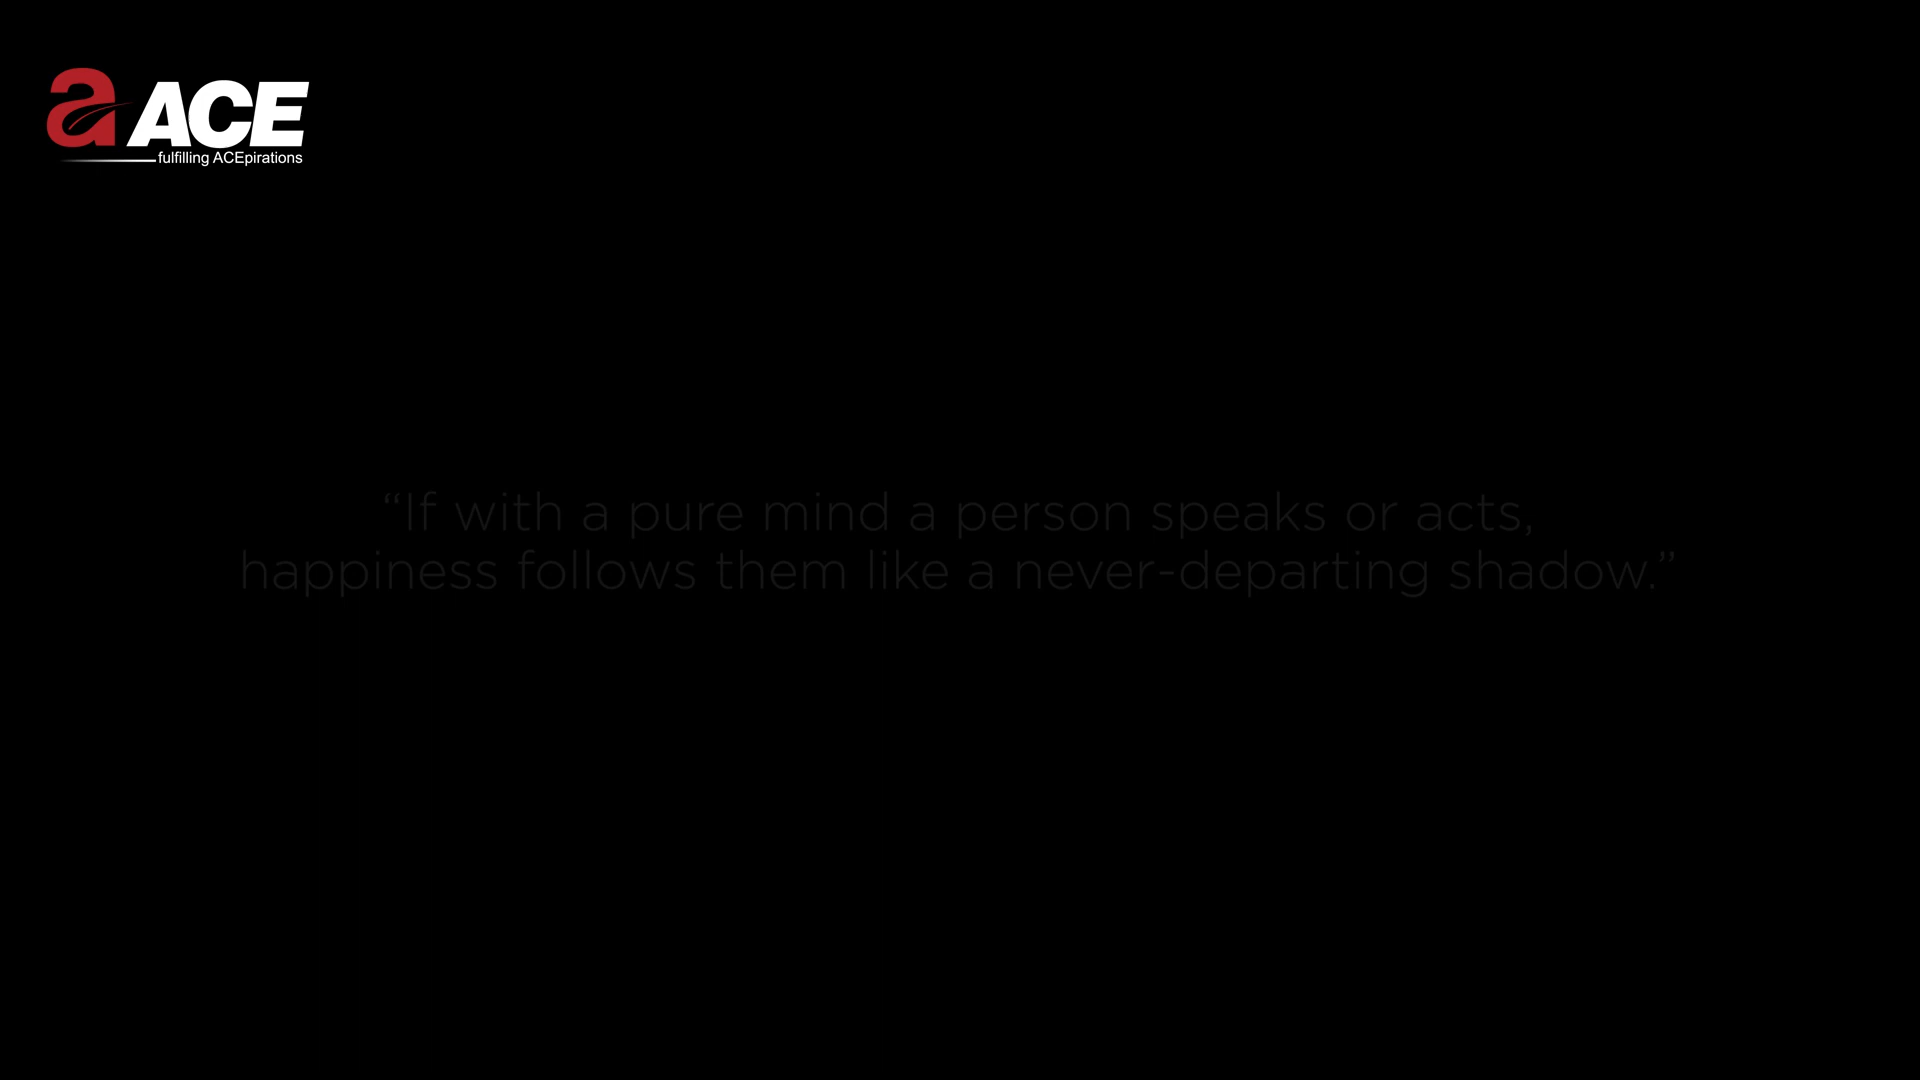 a ACE
fulfilling ACEpirations
“If with a pure mind a person speaks or acts,
happiness follows them like a never-departing shadow.”